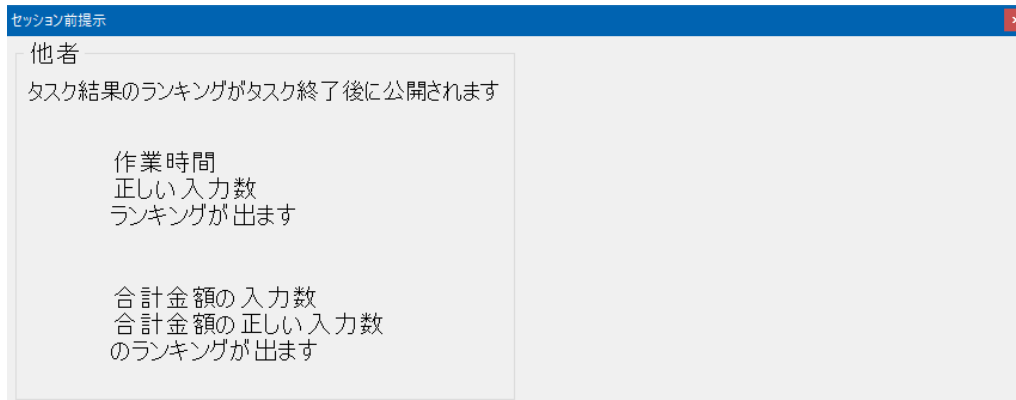 セッション前提示
他者
タスク結果のランキングがタスク終了後に公開されます
作業時間
正しい入力数
ランキングが出ます
合計金額の入力数
合計金額の正しい入力数
のランキングが出ます